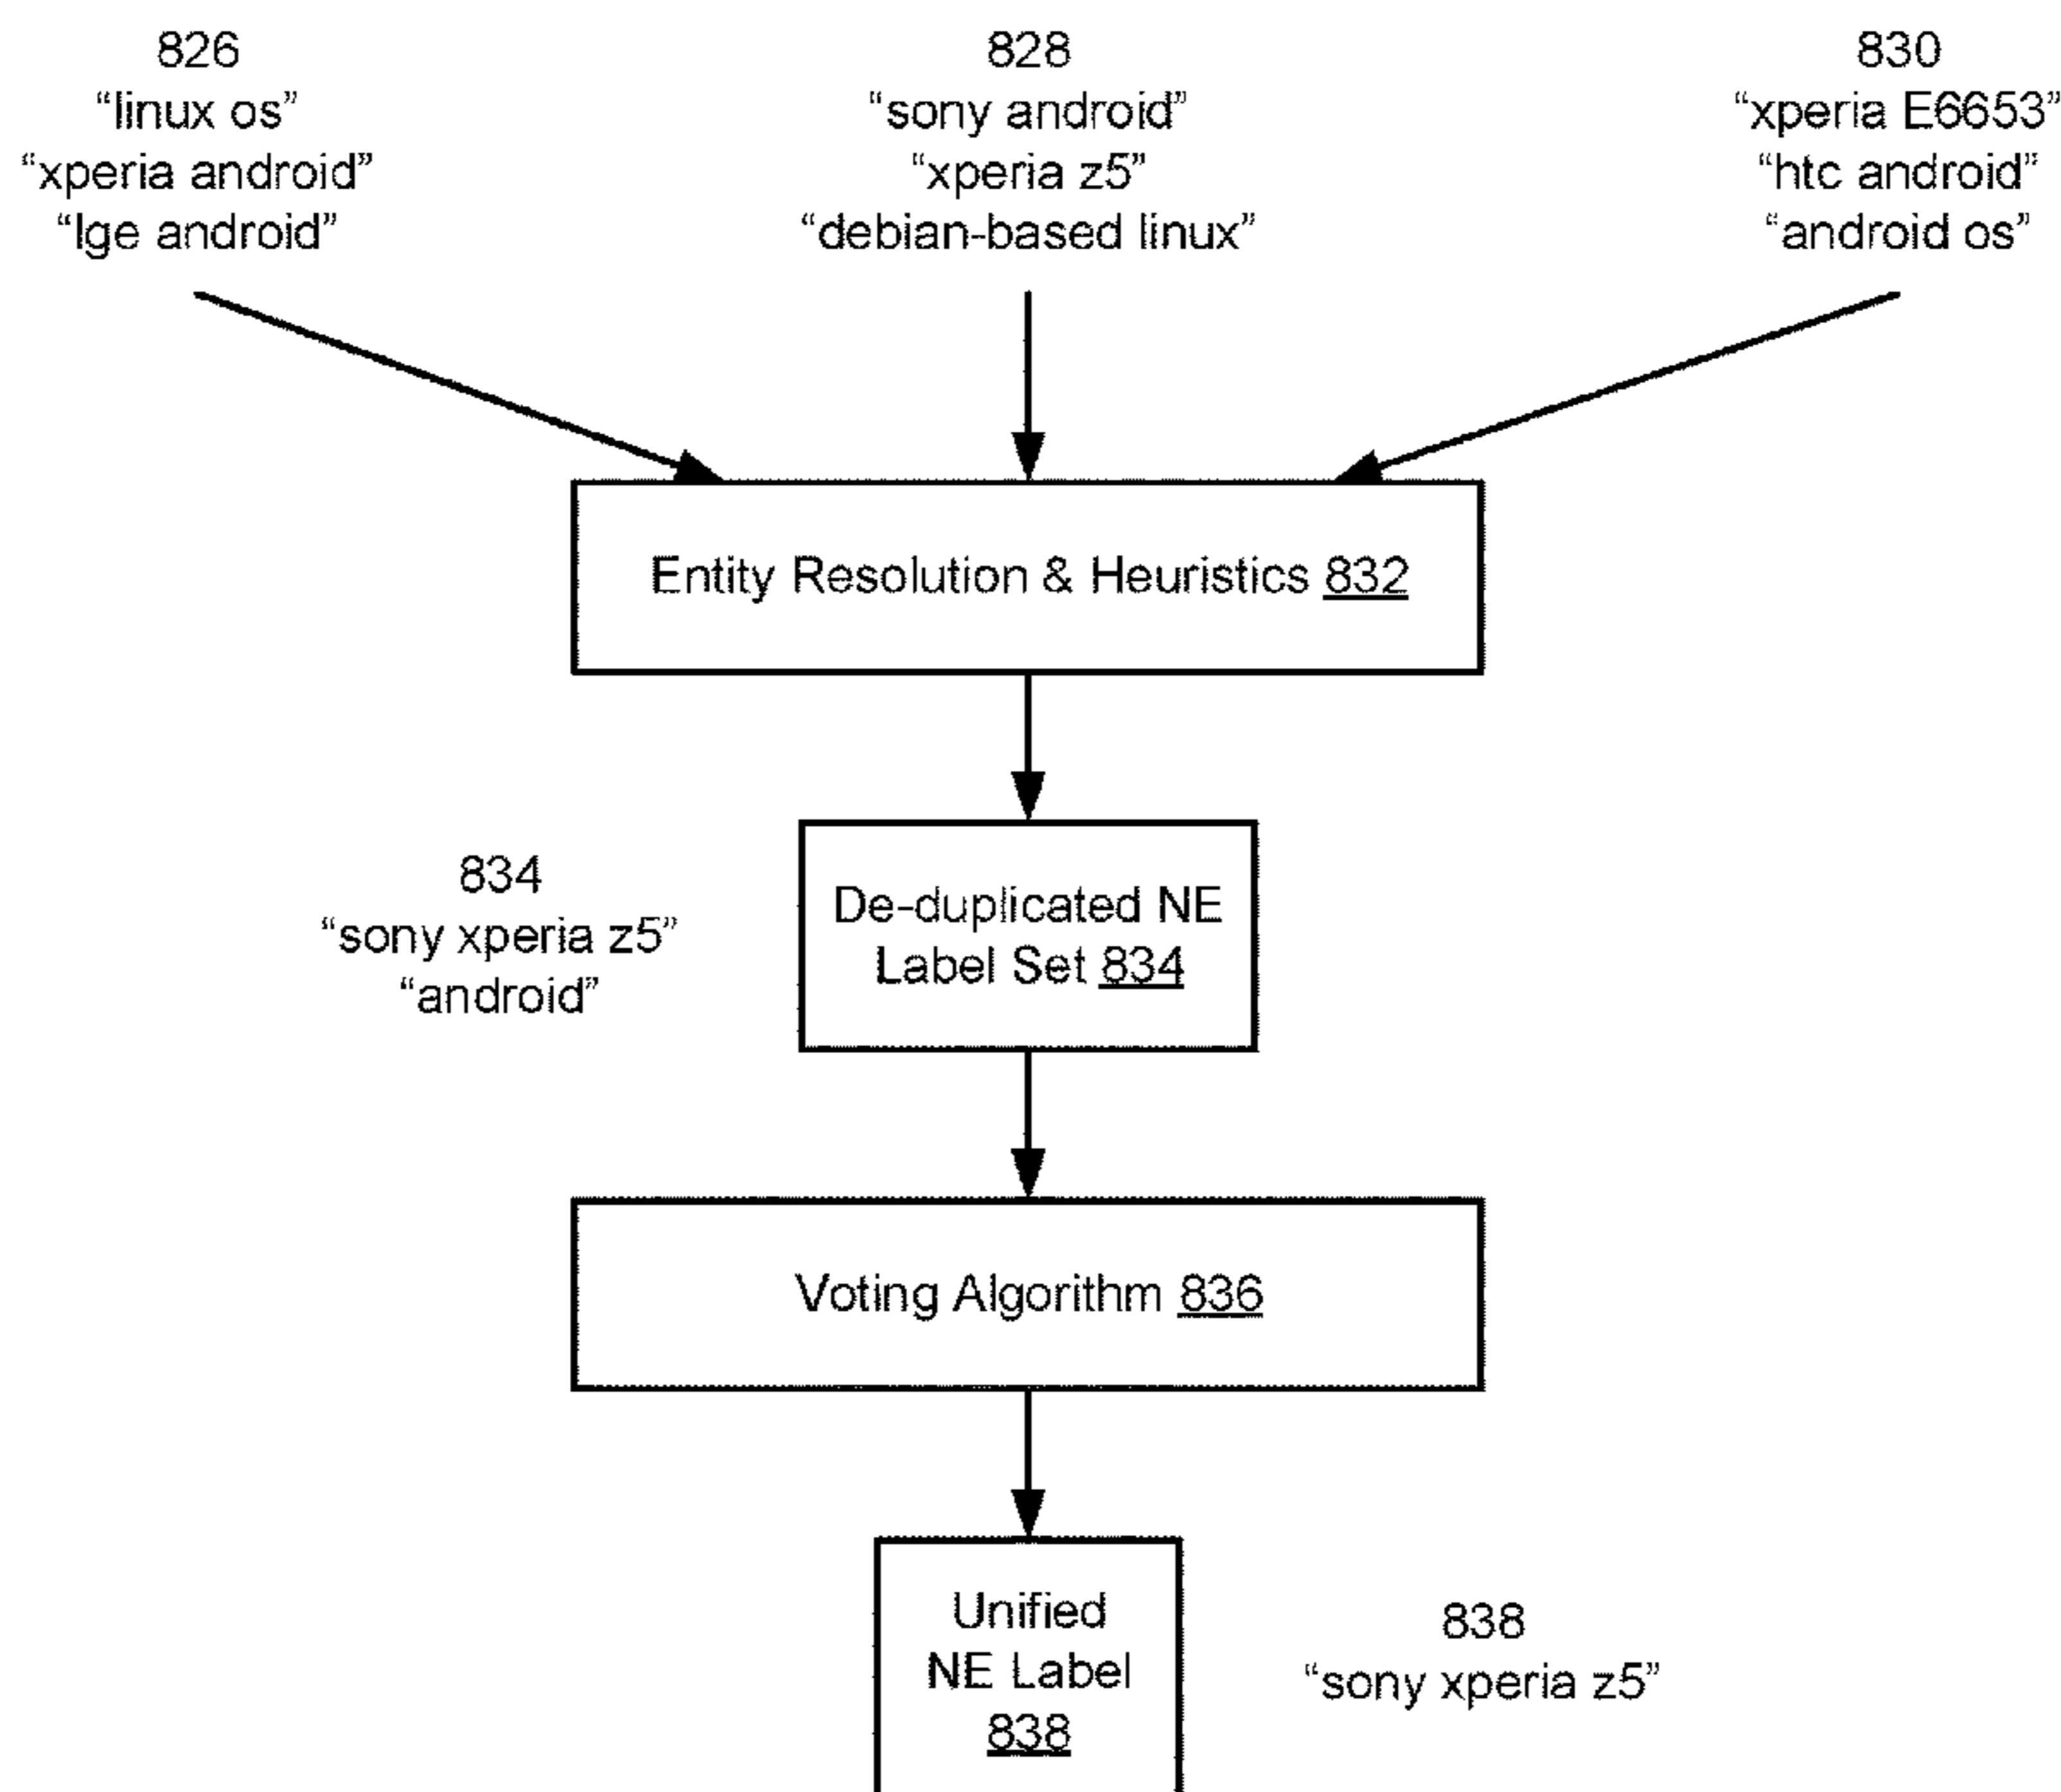 826
“linux os”
“xperia android”
“lge android”
828
“sony android”
“xperia z5”
“debian-based linux”
830
“xperia E6653”
“htc android”
“android os”
Entity Resolution & Heuristics 832
834
“sony xperia z5”
“android”
De-duplicated NE
Label Set 834
Voting Algorithm 836
Unified
NE Label
838
838
“sony xperia z5”